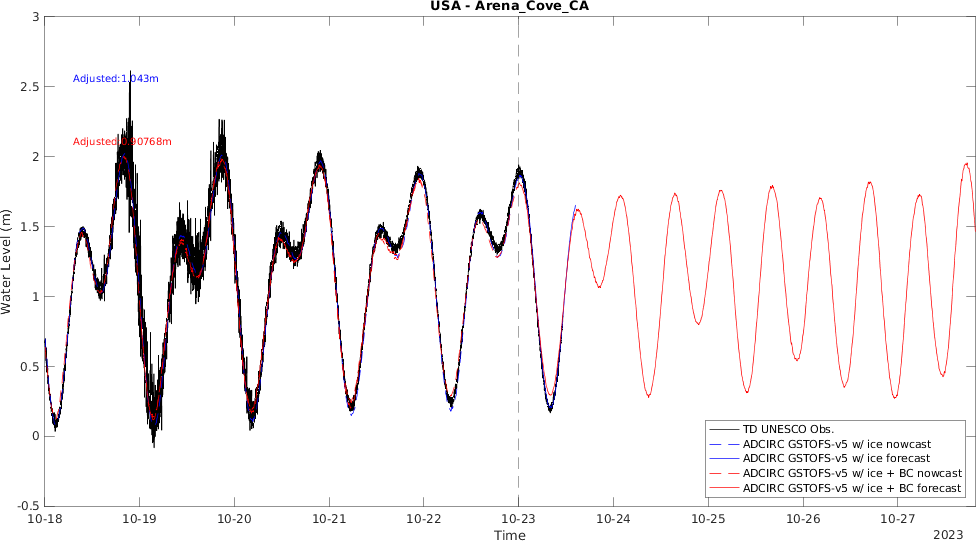 USA - Arena_Cove_CA
Water Level (m)
3
2.5
2
1.5
1
0.5
0
-0.5
Adjusted:1.043m
Adjusted:0.90768m
TD UNESCO Obs.
ADCIRC GSTOFS-v5 w/ ice nowcast
ADCIRC GSTOFS-v5 w/ ice forecast
ADCIRC GSTOFS-v5 w/ ice + BC nowcast
ADCIRC GSTOFS-v5 w/ ice + BC forecast
10-18 10-19 10-20 10-21 10-22 10-23 10-24 10-25 10-26 10-27
Time
2023